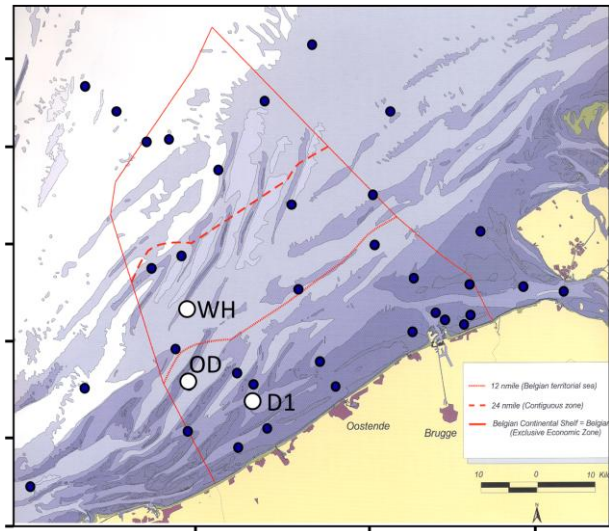 WH
OD
D1
Oostende
Brugge
12 nmile (Belgian territorial sea)
24 nmile (Contiguous zone)
Belgian Continental Shelf = Belgian
(Exclusive Economic Zone)
10 0 10
N